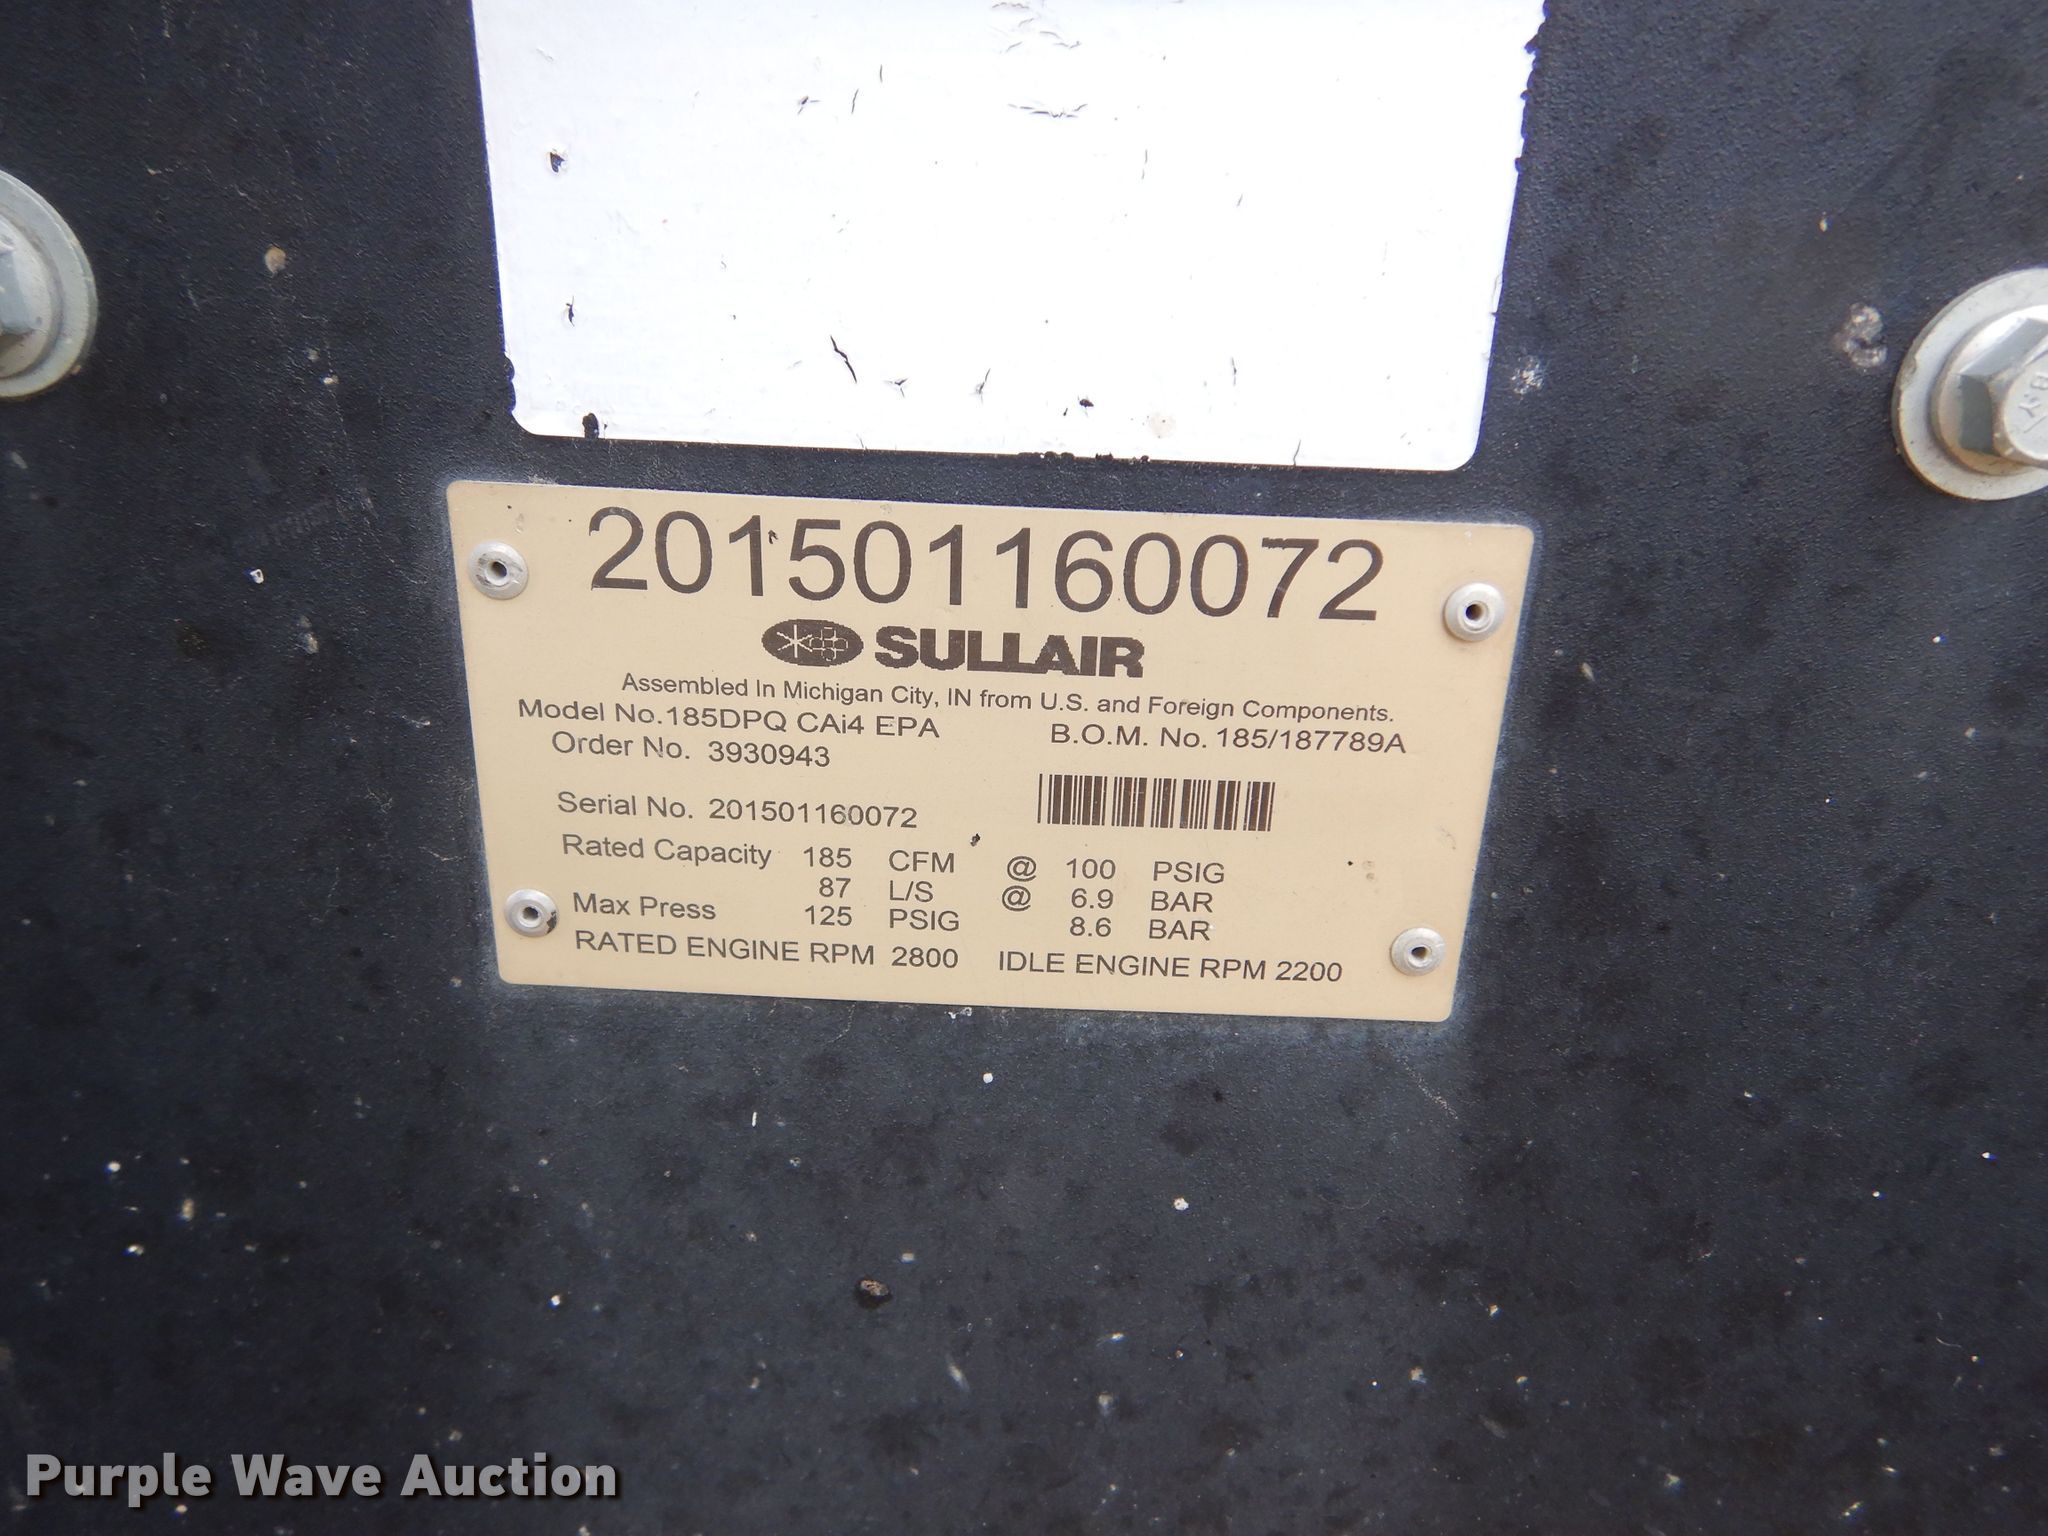 201501160072
SULLAIR
Assembled In Michigan City, IN from U.S. and Foreign Components.
Model No.185DPQ CAi4 EPA B.O.M. No. 185/187789A
Order No. 3930943
Serial No. 201501160072
Rated Capacity 185 CFM @ 100 PSIG
87 L/S @ 6.9 BAR
Max Press 125 PSIG 8.6 BAR
RATED ENGINE RPM 2800 IDLE ENGINE RPM 2200
B.Y
Purple Wave Auction